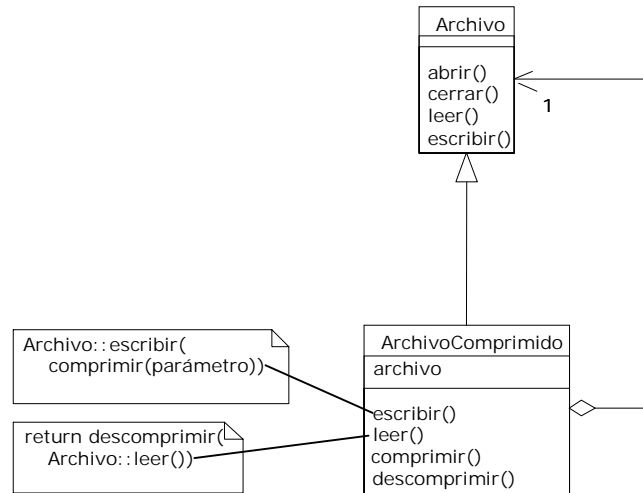 Archivo
abrir()
cerrar()
leer()
escribir()
1
Archivo::escribir(
comprimir(parámetro))
return descomprimir(
Archivo::leer())
ArchivoComprimido
archivo
escribir()
leer()
comprimir()
descomprimir()